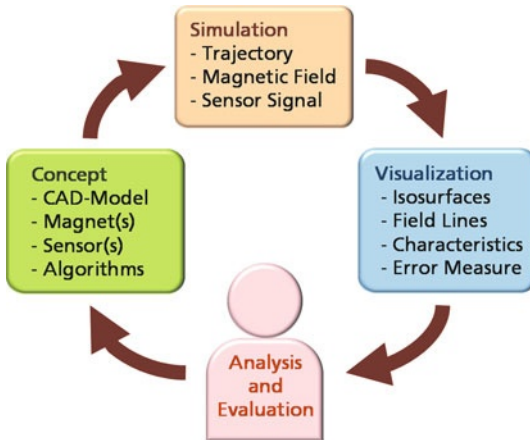 Simulation
- Trajectory
- Magnetic Field
- Sensor Signal
Concept
- CAD-Model
- Magnet(s)
- Sensor(s)
- Algorithms
Visualization
- Isosurfaces
- Field Lines
- Characteristics
- Error Measure
Analysis
and
Evaluation